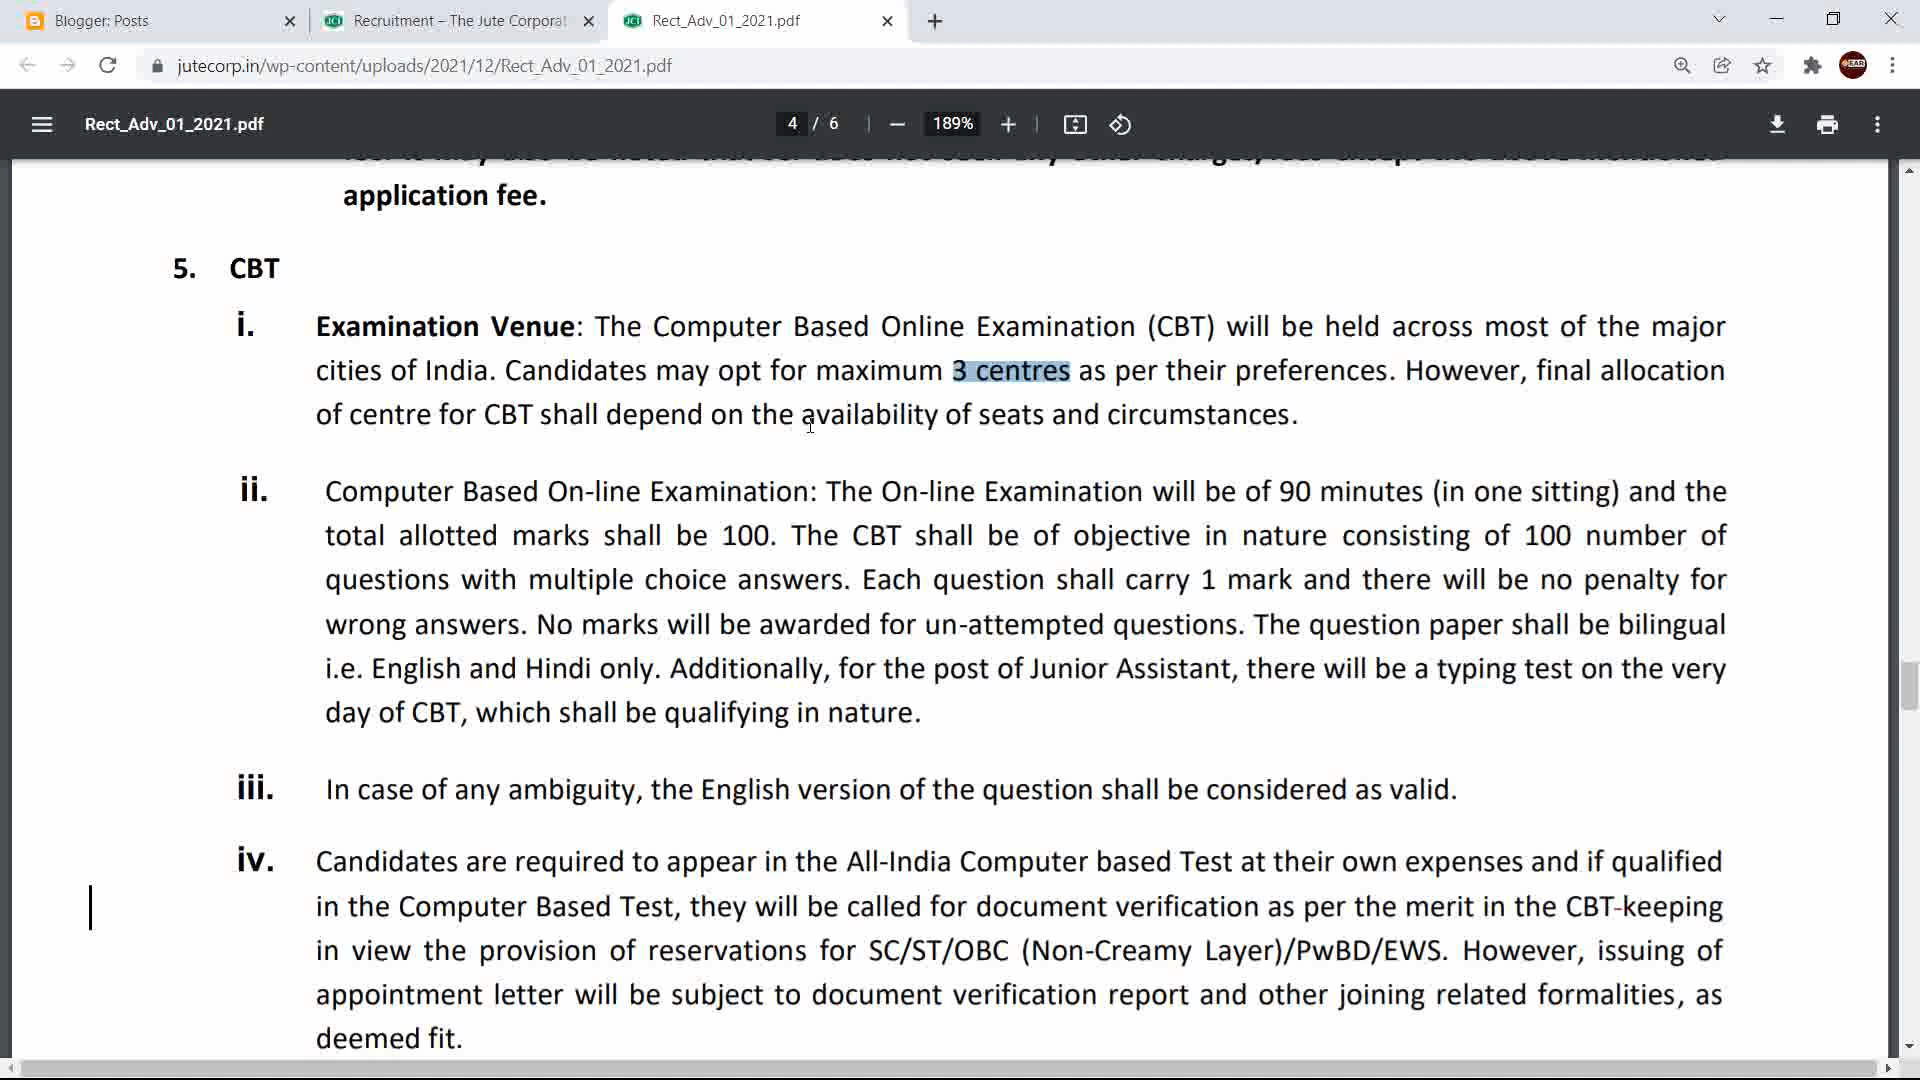 Blogger: Posts
Recruitment – The Jute Corporat
Rect_Adv_01_2021.pdf
jutecorp.in/wp-content/uploads/2021/12/Rect_Adv_01_2021.pdf
Rect_Adv_01_2021.pdf
4 / 6
189%
application fee.
5. CBT
i. Examination Venue: The Computer Based Online Examination (CBT) will be held across most of the major
cities of India. Candidates may opt for maximum 3 centres as per their preferences. However, final allocation
of centre for CBT shall depend on the availability of seats and circumstances.
ii. Computer Based On-line Examination: The On-line Examination will be of 90 minutes (in one sitting) and the
total allotted marks shall be 100. The CBT shall be of objective in nature consisting of 100 number of
questions with multiple choice answers. Each question shall carry 1 mark and there will be no penalty for
wrong answers. No marks will be awarded for un-attempted questions. The question paper shall be bilingual
i.e. English and Hindi only. Additionally, for the post of Junior Assistant, there will be a typing test on the very
day of CBT, which shall be qualifying in nature.
iii. In case of any ambiguity, the English version of the question shall be considered as valid.
iv. Candidates are required to appear in the All-India Computer based Test at their own expenses and if qualified
in the Computer Based Test, they will be called for document verification as per the merit in the CBT-keeping
in view the provision of reservations for SC/ST/OBC (Non-Creamy Layer)/PwBD/EWS. However, issuing of
appointment letter will be subject to document verification report and other joining related formalities, as
deemed fit.